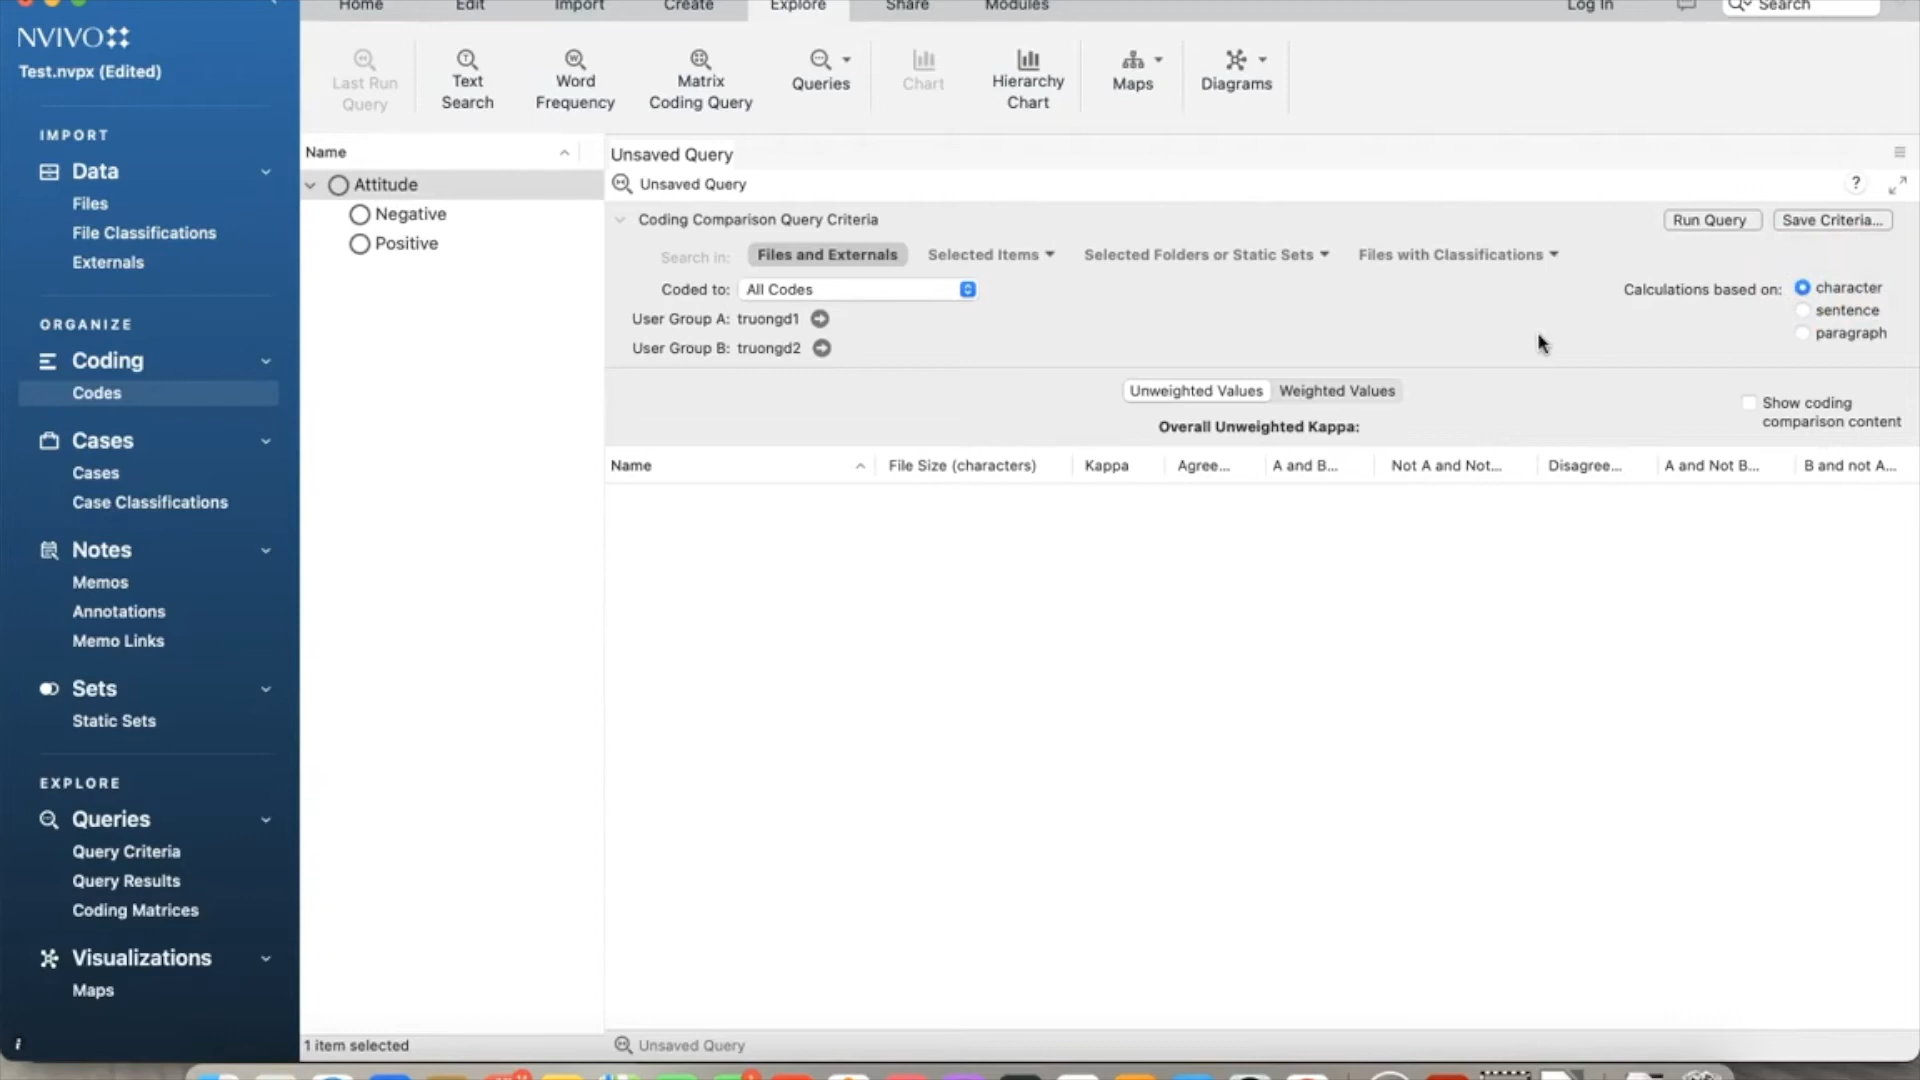 Home Edit Import Create Explore Share Modules Log In Search
NVIVO
Test.nvpx (Edited)
Last Run Query
Text Search
Word Frequency
Matrix Coding Query
Queries
Chart
Hierarchy Chart
Maps
Diagrams
IMPORT
Data
Files
File Classifications
Externals
ORGANIZE
Coding
Codes
Cases
Cases
Case Classifications
Notes
Memos
Annotations
Memo Links
Sets
Static Sets
EXPLORE
Queries
Query Criteria
Query Results
Coding Matrices
Visualizations
Maps
Name
Attitude
Negative
Positive
1 item selected
Unsaved Query
Unsaved Query ?
Coding Comparison Query Criteria Run Query Save Criteria...
Search in: Files and Externals Selected Items Selected Folders or Static Sets Files with Classifications
Coded to: All Codes
User Group A: truongd1
User Group B: truongd2
Calculations based on: character
sentence
paragraph
Unweighted Values Weighted Values
Show coding
comparison content
Overall Unweighted Kappa:
Name File Size (characters) Kappa Agree... A and B... Not A and Not... Disagree... A and Not B... B and not A...
Unsaved Query